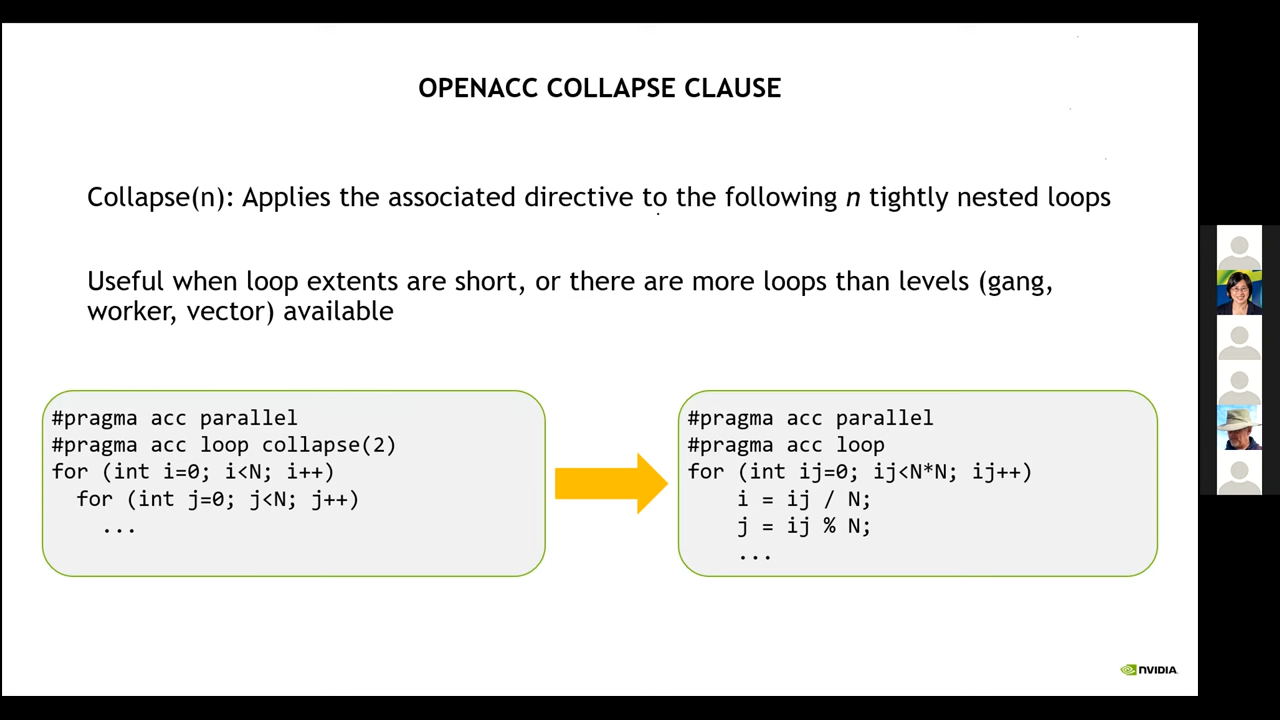 OPENACC COLLAPSE CLAUSE
Collapse(n): Applies the associated directive to the following n tightly nested loops
Useful when loop extents are short, or there are more loops than levels (gang,
worker, vector) available
#pragma acc parallel
#pragma acc loop collapse(2)
for (int i=0; i<N; i++)
  for (int j=0; j<N; j++)
    ...
#pragma acc parallel
#pragma acc loop
for (int ij=0; ij<N*N; ij++)
    i = ij / N;
    j = ij % N;
    ...
NVIDIA.